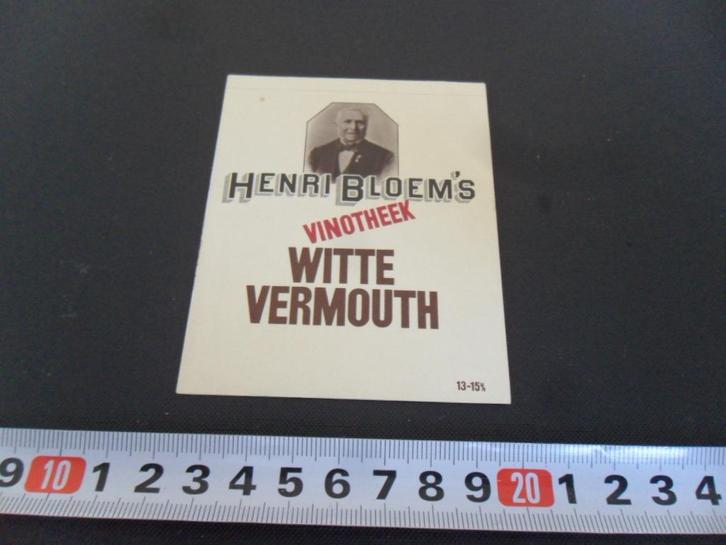 HENRI BLOEM'S
VINOTHEEK
WITTE
VERMOUTH
13-15%
9 10 1 2 3 4 5 6 7 8 9 20 1 2 3 4